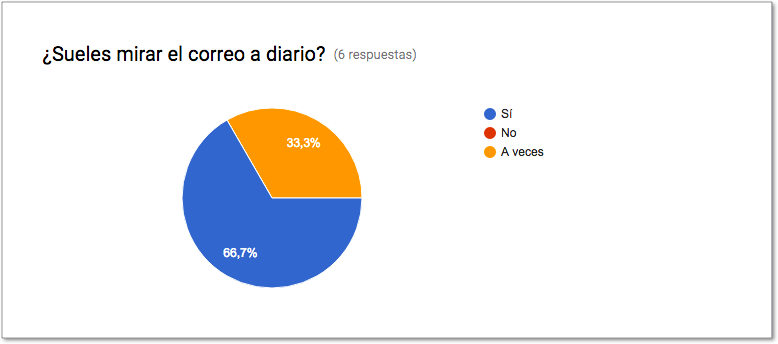 ¿Sueles mirar el correo a diario? (6 respuestas)
Sí
No
A veces
33,3%
66,7%